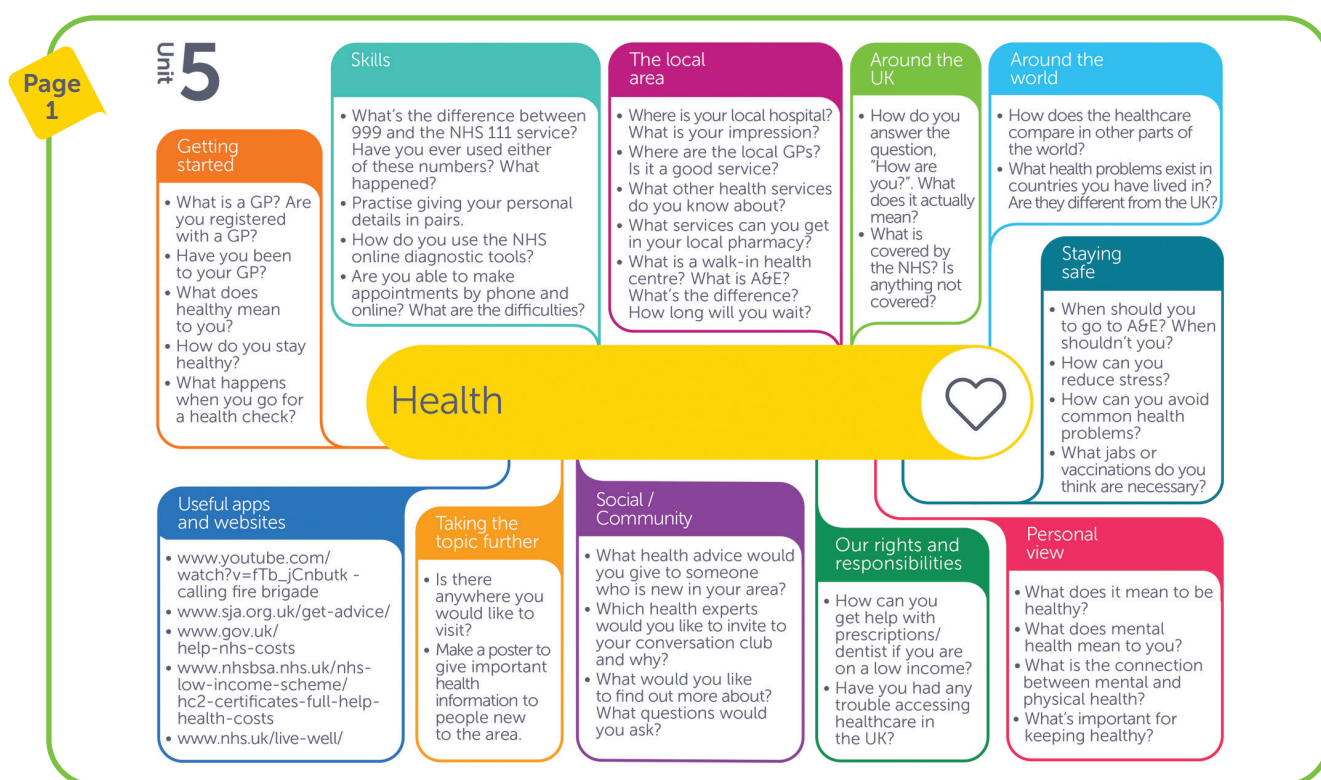 Page
1
Unit 5
Getting
started
• What is a GP? Are
you registered
with a GP?
• Have you been
to your GP?
• What does
healthy mean
to you?
• How do you stay
healthy?
• What happens
when you go for
a health check?
Skills
• What's the difference between
999 and the NHS 111 service?
Have you ever used either
of these numbers? What
happened?
• Practise giving your personal
details in pairs.
• How do you use the NHS
online diagnostic tools?
• Are you able to make
appointments by phone and
online? What are the difficulties?
The local
area
• Where is your local hospital?
What is your impression?
• Where are the local GPs?
Is it a good service?
• What other health services
do you know about?
• What services can you get
in your local pharmacy?
• What is a walk-in health
centre? What is A&E?
What's the difference?
How long will you wait?
Around the
UK
• How do you
answer the
question,
"How are
you?". What
does it actually
mean?
• What is
covered by
the NHS? Is
anything not
covered?
Around the
world
• How does the healthcare
compare in other parts of
the world?
• What health problems exist in
countries you have lived in?
Are they different from the UK?
Staying
safe
• When should you
to go to A&E? When
shouldn't you?
• How can you
reduce stress?
• How can you avoid
common health
problems?
• What jabs or
vaccinations do you
think are necessary?
Health
Useful apps
and websites
• www.youtube.com/
watch?v=fTb_jCnbutk -
calling fire brigade
• www.sja.org.uk/get-advice/
• www.gov.uk/
help-nhs-costs
• www.nhsbsa.nhs.uk/nhs-
low-income-scheme/
hc2-certificates-full-help-
health-costs
• www.nhs.uk/live-well/
Taking the
topic further
• Is there
anywhere you
would like to
visit?
• Make a poster to
give important
health
information to
people new
to the area.
Social /
Community
• What health advice would
you give to someone
who is new in your area?
• Which health experts
would you like to invite to
your conversation club
and why?
• What would you like
to find out more about?
What questions would
you ask?
Our rights and
responsibilities
• How can you
get help with
prescriptions/
dentist if you are
on a low income?
• Have you had any
trouble accessing
healthcare in
the UK?
Personal
view
• What does it mean to be
healthy?
• What does mental
health mean to you?
• What is the connection
between mental and
physical health?
• What's important for
keeping healthy?